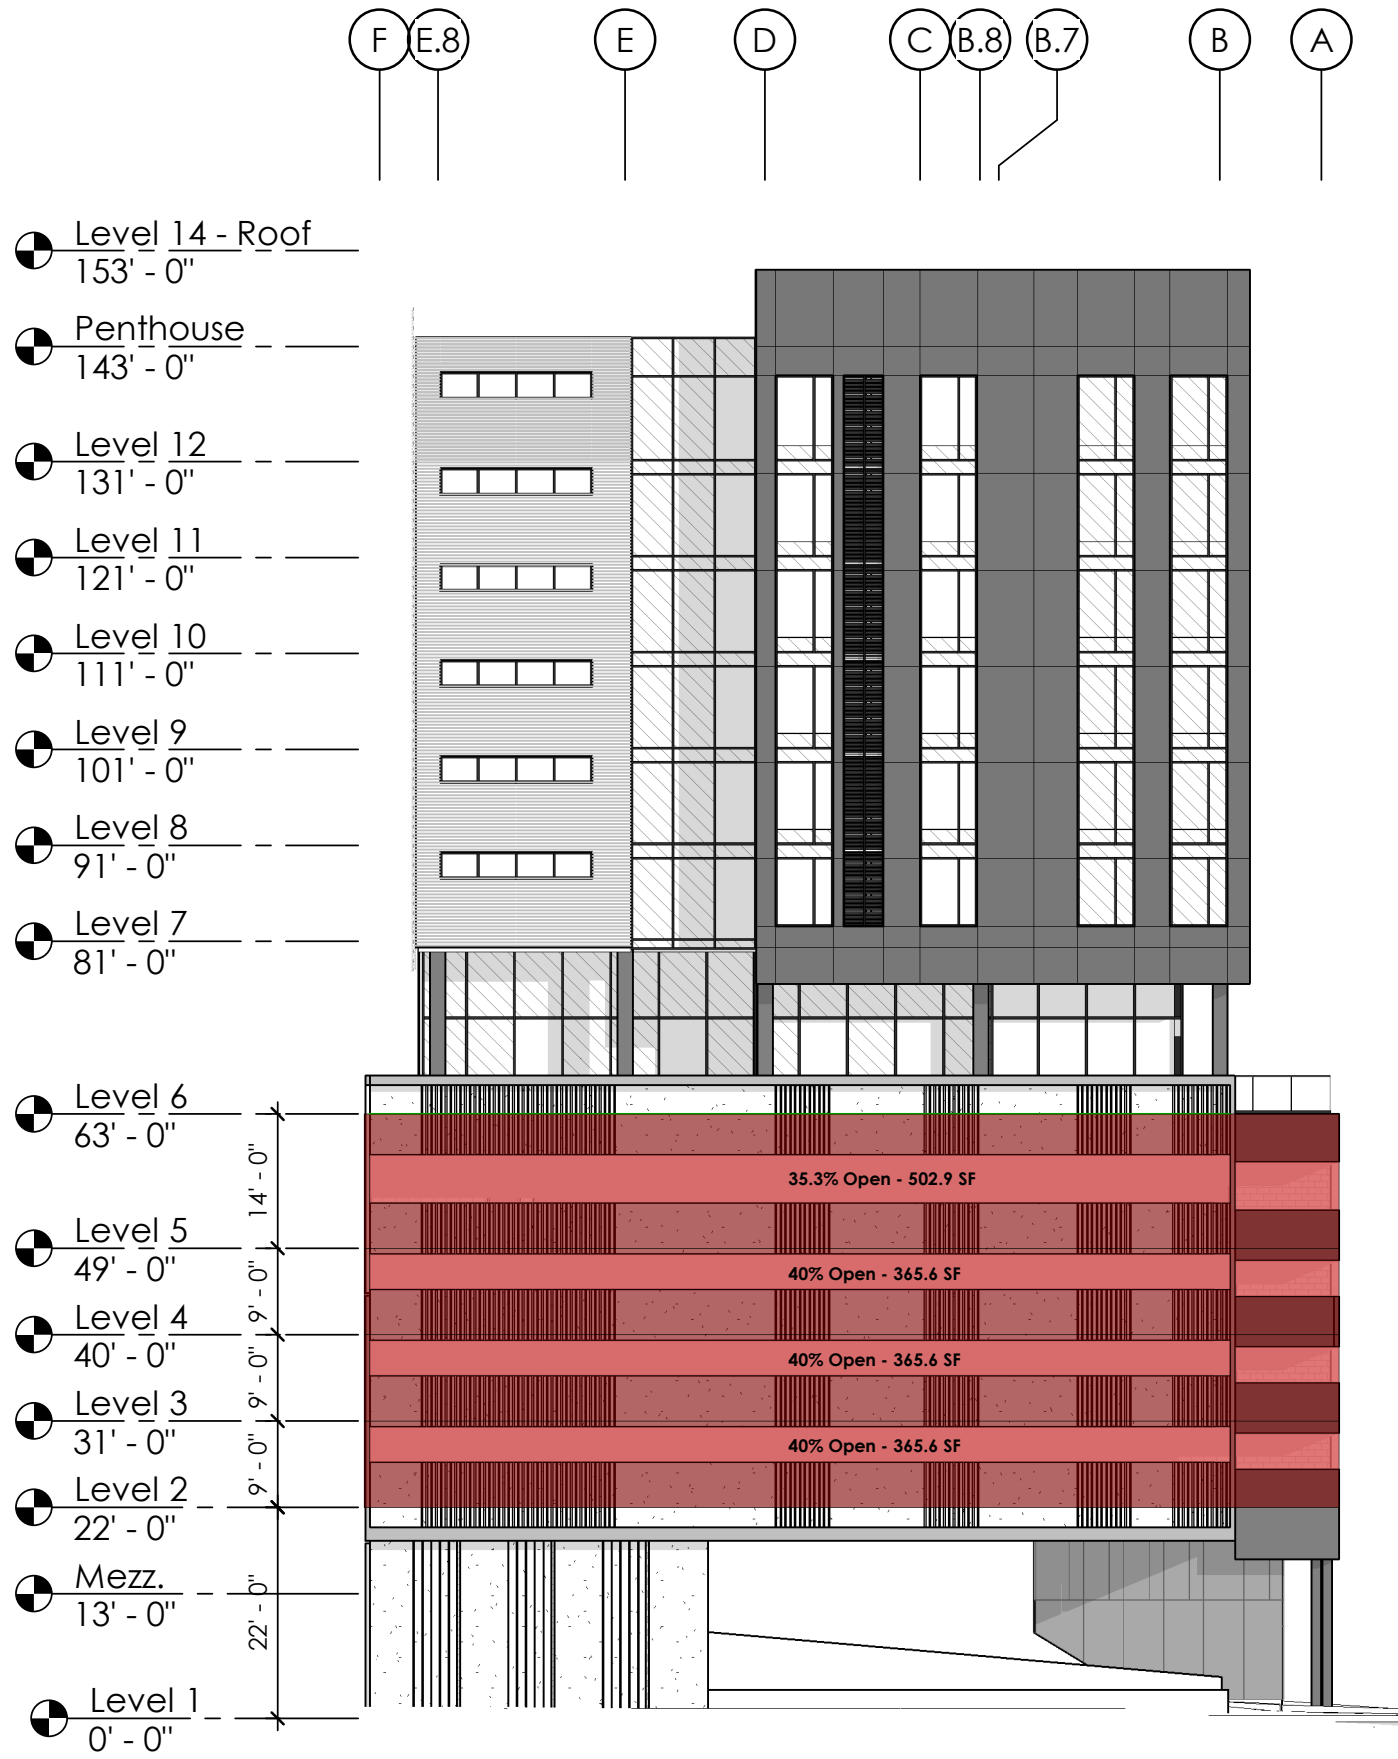 F E.8 E D C B.8 B.7 B A
Level 14 - Roof
153' - 0"
Penthouse
143' - 0"
Level 12
131' - 0"
Level 11
121' - 0"
Level 10
111' - 0"
Level 9
101' - 0"
Level 8
91' - 0"
Level 7
81' - 0"
Level 6
63' - 0"
14' - 0"
35.3% Open - 502.9 SF
Level 5
49' - 0"
9' - 0"
40% Open - 365.6 SF
Level 4
40' - 0"
9' - 0"
40% Open - 365.6 SF
Level 3
31' - 0"
9' - 0"
40% Open - 365.6 SF
Level 2
22' - 0"
Mezz.
13' - 0"
22' - 0"
Level 1
0' - 0"